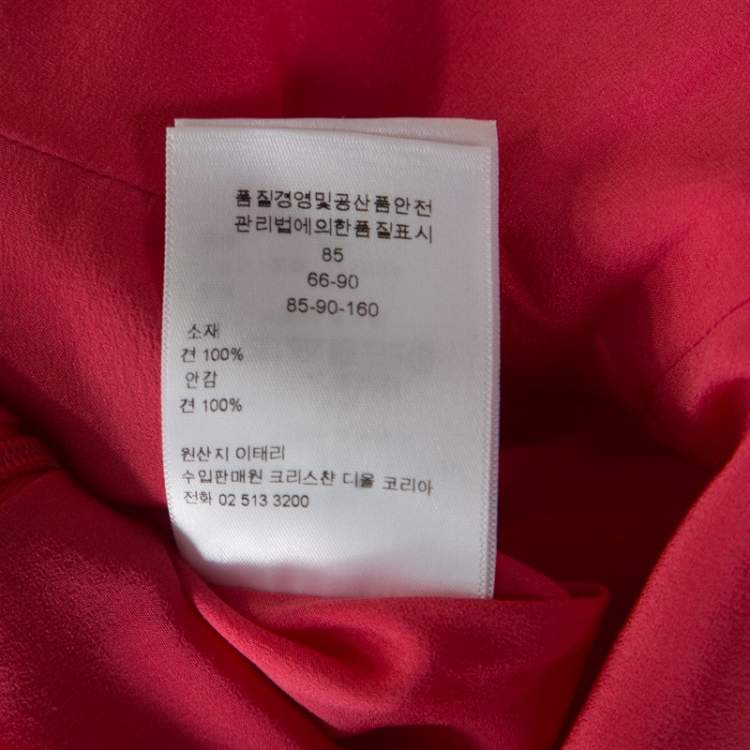 품질경영및공산품안전
관리법에의한품질표시
85
66-90
85-90-160
소재
견 100%
안감
견 100%
원산지 이태리
수입판매원 크리스챤 디올 코리아
전화 02 513 3200